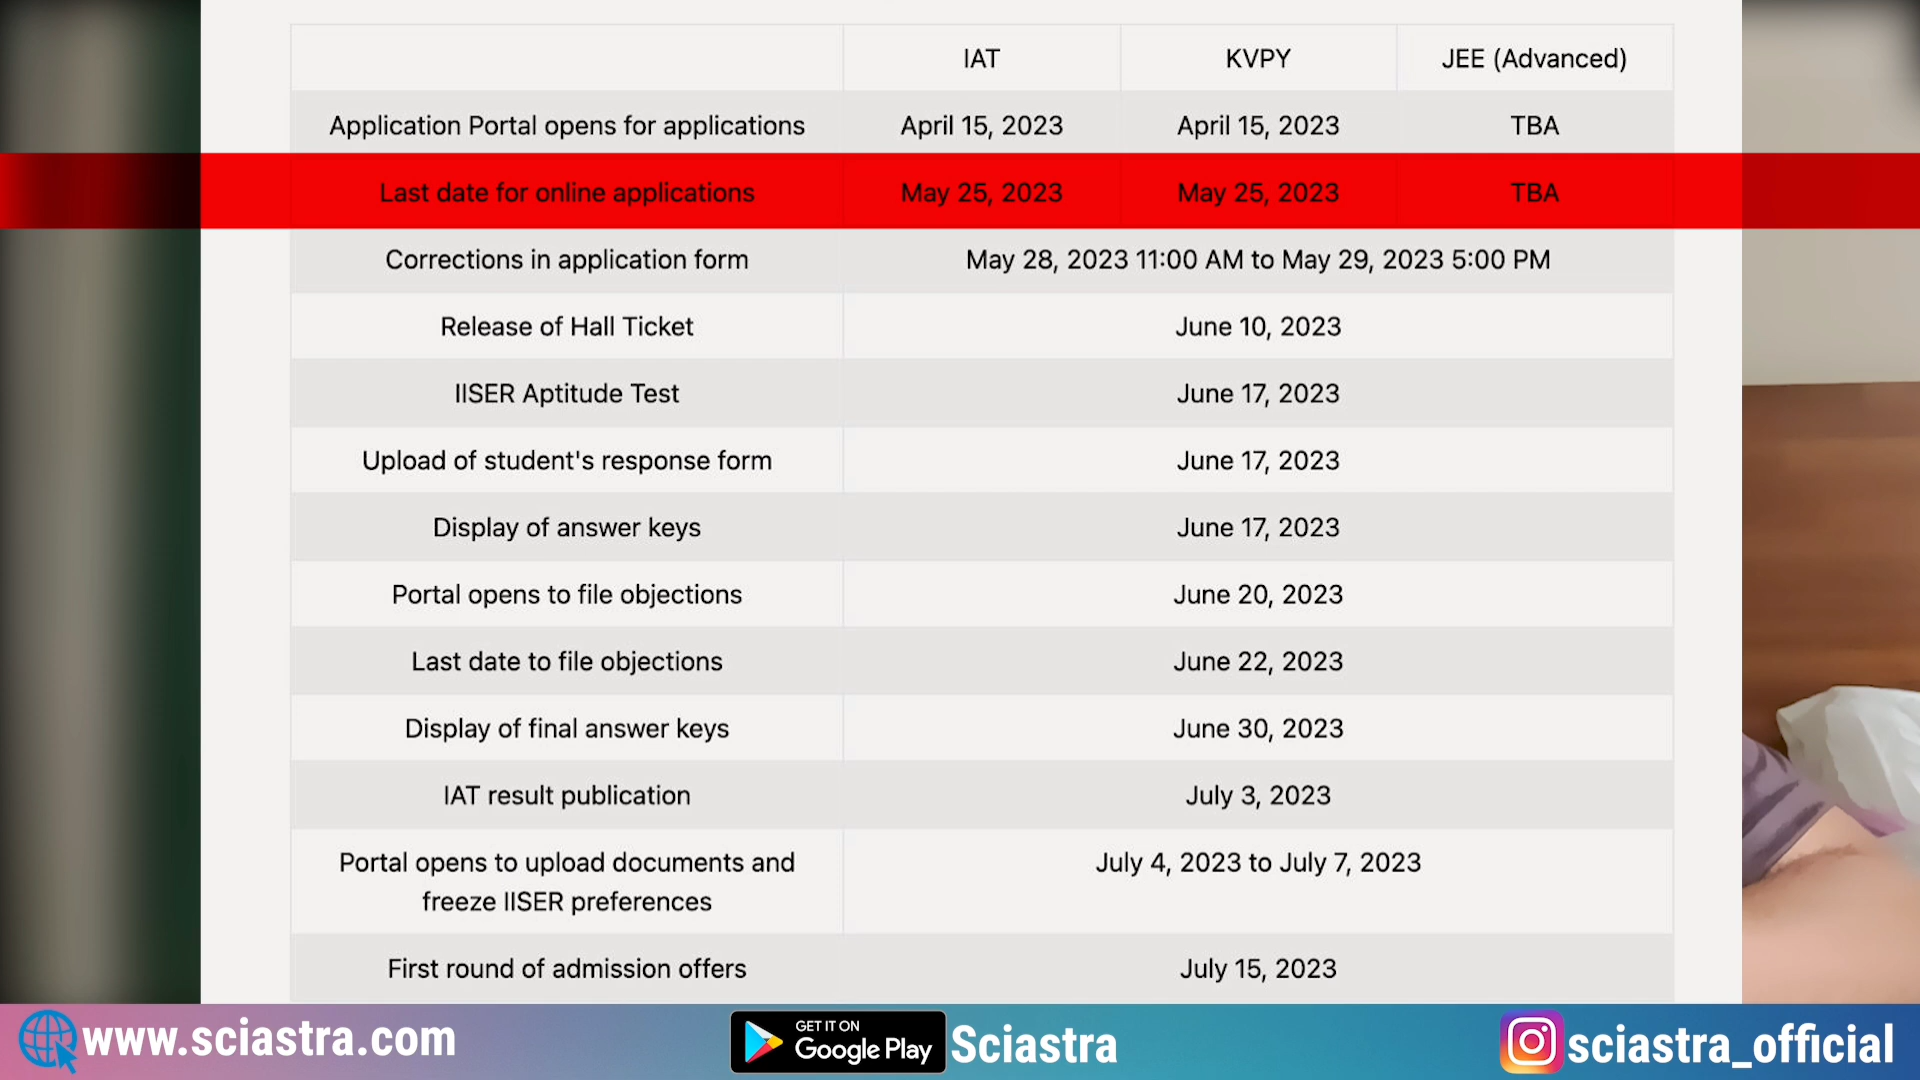 IAT KVPY JEE (Advanced)
Application Portal opens for applications April 15, 2023 April 15, 2023 TBA
Last date for online applications May 25, 2023 May 25, 2023 TBA
Corrections in application form May 28, 2023 11:00 AM to May 29, 2023 5:00 PM
Release of Hall Ticket June 10, 2023
IISER Aptitude Test June 17, 2023
Upload of student's response form June 17, 2023
Display of answer keys June 17, 2023
Portal opens to file objections June 20, 2023
Last date to file objections June 22, 2023
Display of final answer keys June 30, 2023
IAT result publication July 3, 2023
Portal opens to upload documents and July 4, 2023 to July 7, 2023
freeze IISER preferences
First round of admission offers July 15, 2023
www.sciastra.com GET IT ON Google Play Sciastra sciastra_official